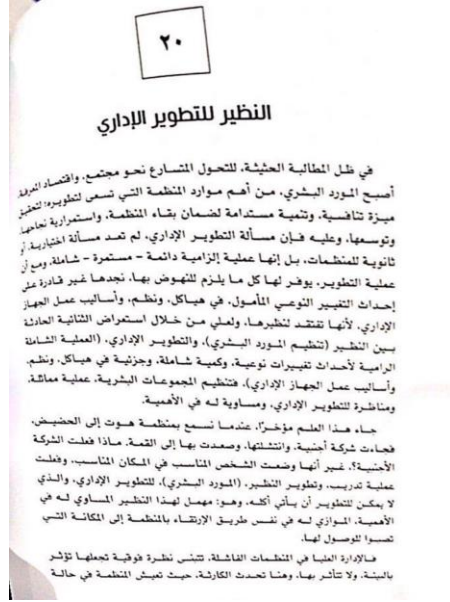 ٢٠
النظير للتطوير الإداري
في ظل المطالبة الحثيثة، للتحول المتسارع نحو مجتمع، واقتصاد المعرفة،
أصبح المورد البشري، من أهم موارد المنظمة التي تسعى لتطويره؛ لتحقيق
ميزة تنافسية، وتنمية مستدامة لضمان بقاء المنظمة، واستمرارية نجاحها،
وتوسعها، وعليه فإن مسألة التطوير الإداري، لم تعد مسألة اختيارية، أو
ثانوية للمنظمات، بل إنها عملية إلزامية دائمة - مستمرة - شاملة، ومع أن
عملية التطوير، يوفر لها كل ما يلزم للنهوض بها، نجدها غير قادرة على
إحداث التغيير النوعي المأمول، في هياكل، ونظم، وأساليب عمل الجهاز
الإداري، لأنها تفتقد لنظيرها، ولعلي من خلال استعراض الثنائية الحادثة
بين النظير (تنظيم المورد البشري)، والتطوير الإداري، (العملية الشاملة
الرامية لأحداث تغييرات نوعية، وكمية شاملة، وجزئية في هياكل، ونظم،
وأساليب عمل الجهاز الإداري)، فتنظيم المجموعات البشرية، عملية مماثلة،
ومناظرة للتطوير الإداري، ومساوية له في الأهمية.
جاء هذا العلم مؤخرًا، عندما نسمع بمنظمة هوت إلى الحضيض،
فجاءت شركة أجنبية، وانتشلتها، وصعدت بها إلى القمة، ماذا فعلت الشركة
الأجنبية؟، غير أنها وضعت الشخص المناسب في المكان المناسب، وفعلت
عملية تدريب، وتطوير النظير، (المورد البشري)، للتطوير الإداري، والذي
لا يمكن للتطوير أن يأتي أكله، وهو: مهمل لهذا النظير المساوي له في
الأهمية، الموازي له في نفس طريق الإرتقاء بالمنظمة إلى المكانة التي
تصبوا للوصول لها.
فالإدارة العليا في المنظمات الفاشلة، تتبنى نظرة فوقية تجعلها تؤثر
بالبيئة، ولا تتأثر بها، وهنا تحدث الكارثة، حيث تعيش المنظمة في حالة